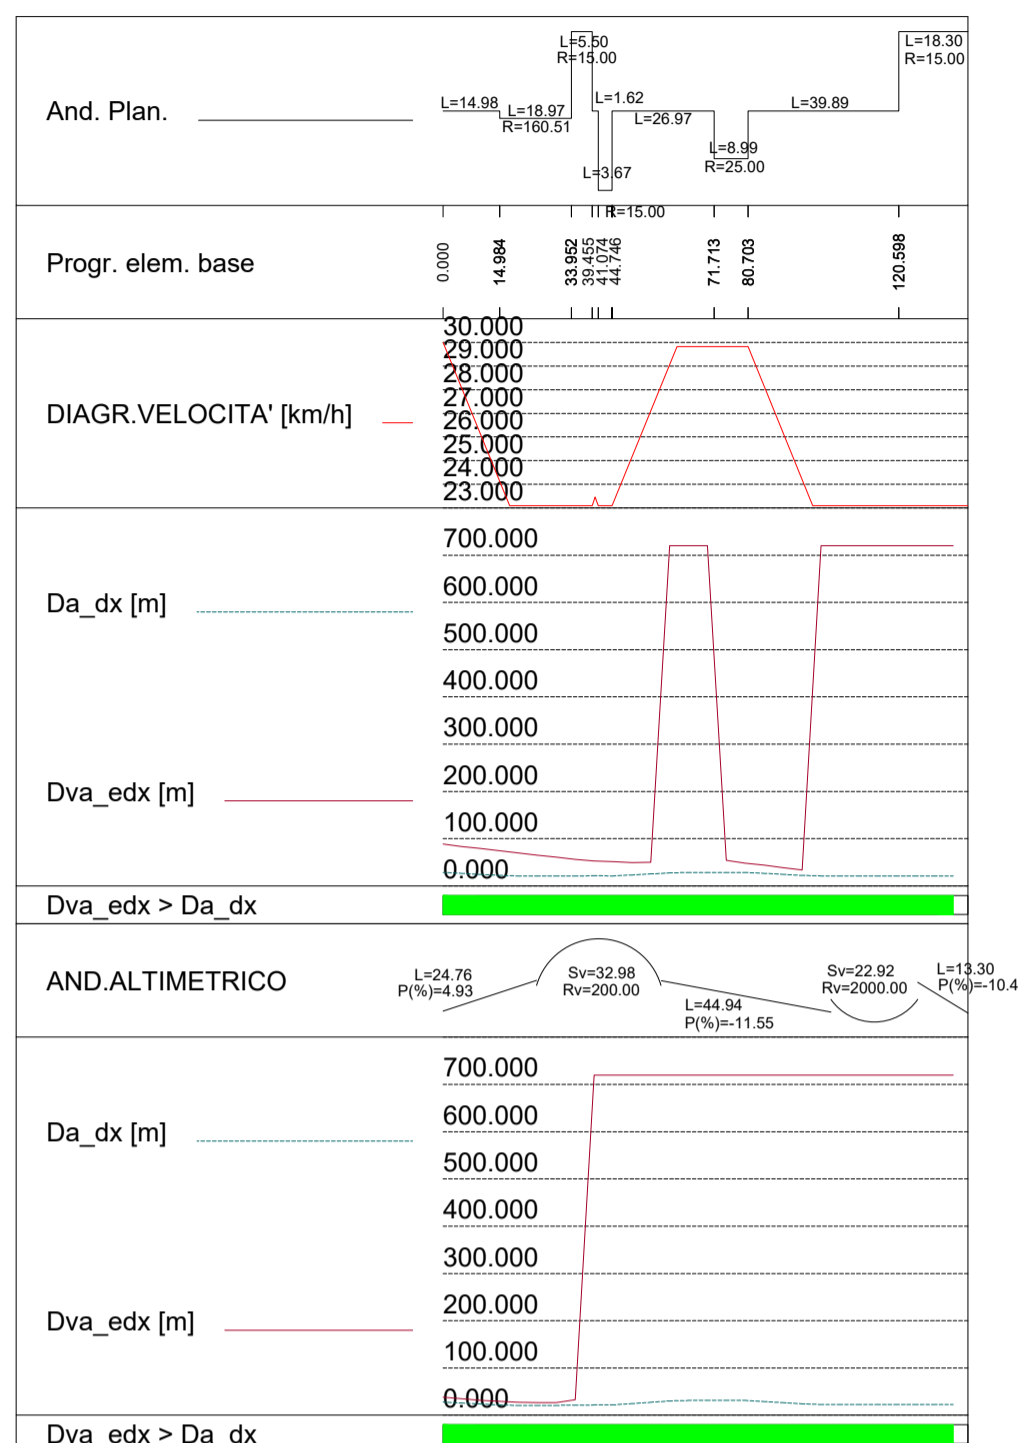 L=5.50
R=15.00
L=18.30
R=15.00
And. Plan.
L=14.98
L=18.97
R=160.51
L=1.62
L=26.97
L=39.89
L=8.99
R=25.00
L=3.67
R=15.00
Progr. elem. base
0.000
14.984
33.952
39.455
41.074
44.746
71.713
80.703
120.598
DIAGR.VELOCITA' [km/h]
30.000
29.000
28.000
27.000
26.000
25.000
24.000
23.000
Da_dx [m]
Dva_edx [m]
700.000
600.000
500.000
400.000
300.000
200.000
100.000
0.000
Dva_edx > Da_dx
AND.ALTIMETRICO
L=24.76
P(%)=4.93
Sv=32.98
Rv=200.00
L=44.94
P(%)=-11.55
Sv=22.92
Rv=2000.00
L=13.30
P(%)=-10.4
Da_dx [m]
Dva_edx [m]
700.000
600.000
500.000
400.000
300.000
200.000
100.000
0.000
Dva_edx > Da_dx